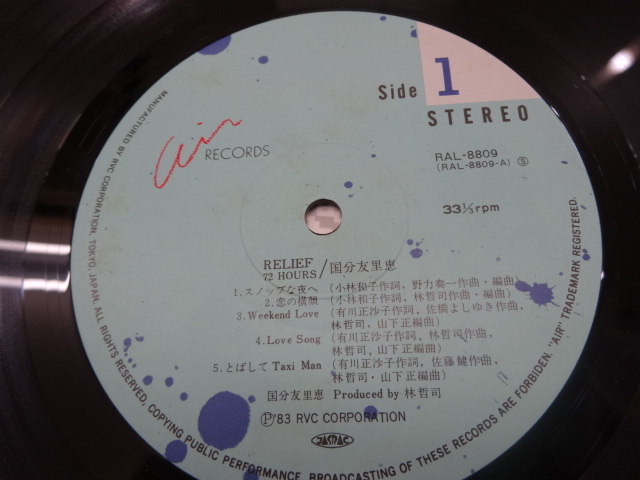 Side 1
STEREO
Air RECORDS
RAL-8809
(RAL-8809-A) Ⓢ
33⅓rpm
RELIEF
72 HOURS / 国分友里恵
1.スノッブな夜へ (小林和子作詞, 野力奏一作曲・編曲)
2.恋の横顔 (小林和子作詞, 林哲司作曲・編曲)
3.Weekend Love (有川正沙子作詞, 佐橋よしゆき作曲,
林哲司, 山下正編曲)
4.Love Song (有川正沙子作詞, 林哲司作曲,
林哲司, 山下正編曲)
5.とばして Taxi Man (有川正沙子作詞, 佐藤健作曲,
林哲司・山下正編曲)
国分友里恵 Produced by 林哲司
Ⓟ'83 RVC CORPORATION
JASRAC
MANUFACTURED BY RVC CORPORATION, TOKYO, JAPAN. ALL RIGHTS RESERVED, COPYING PUBLIC PERFORMANCE, BROADCASTING OF THESE RECORDS ARE FORBIDDEN. "AIR" TRADEMARK REGISTERED.